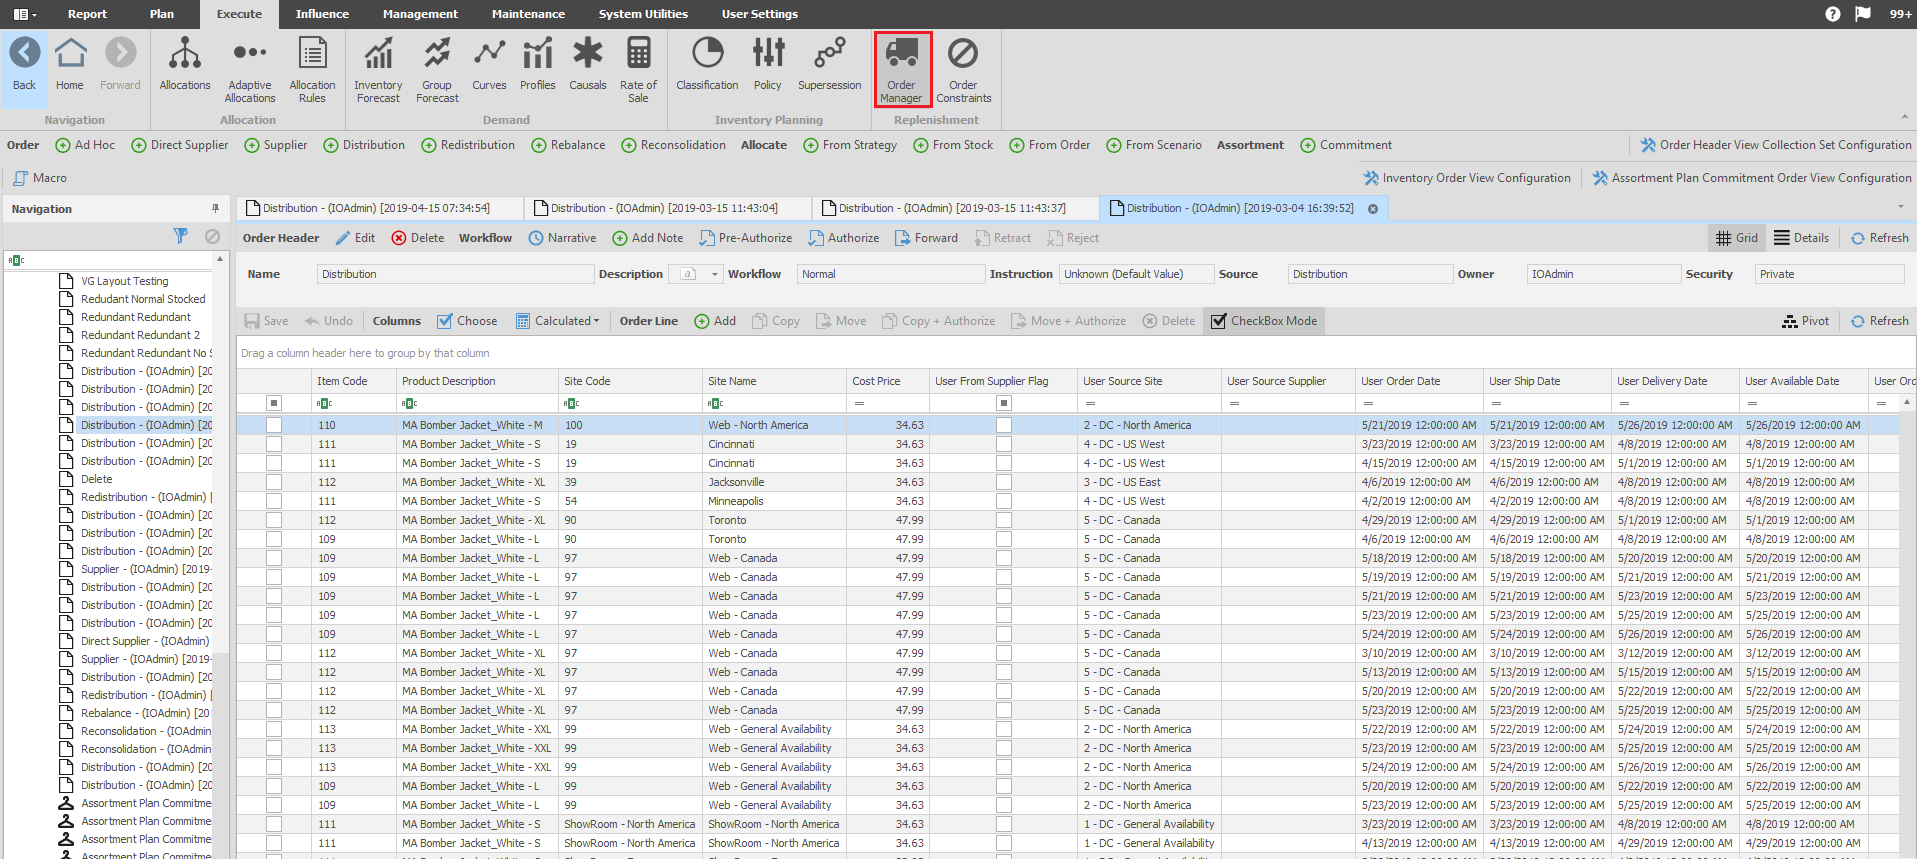 Report Plan Execute Influence Management Maintenance System Utilities User Settings ? 99+
Back Home Forward Allocations Adaptive Allocations Allocation Rules Inventory Forecast Group Forecast Curves Profiles Causals Rate of Sale Classification Policy Supersession Order Manager Order Constraints
Navigation Allocation Demand Inventory Planning Replenishment
Order Ad Hoc Direct Supplier Supplier Distribution Redistribution Rebalance Reconsolidation Allocate From Strategy From Stock From Order From Scenario Assortment Commitment Order Header View Collection Set Configuration
Macro Inventory Order View Configuration Assortment Plan Commitment Order View Configuration
Navigation
ABC
VG Layout Testing
Redudant Normal Stocked
Redundant Redundant
Redundant Redundant 2
Redundant Redundant No S
Distribution - (IOAdmin) [20
Distribution - (IOAdmin) [20
Distribution - (IOAdmin) [20
Distribution - (IOAdmin) [20
Distribution - (IOAdmin) [20
Distribution - (IOAdmin) [20
Delete
Redistribution - (IOAdmin) [
Distribution - (IOAdmin) [20
Distribution - (IOAdmin) [20
Distribution - (IOAdmin) [20
Supplier - (IOAdmin) [2019-
Distribution - (IOAdmin) [20
Distribution - (IOAdmin) [20
Distribution - (IOAdmin) [20
Direct Supplier - (IOAdmin)
Supplier - (IOAdmin) [2019-
Distribution - (IOAdmin) [20
Redistribution - (IOAdmin) [
Rebalance - (IOAdmin) [20
Reconsolidation - (IOAdmin
Reconsolidation - (IOAdmin
Distribution - (IOAdmin) [20
Distribution - (IOAdmin) [20
Assortment Plan Commitme
Assortment Plan Commitme
Assortment Plan Commitme
Assortment Plan Commitme
Distribution - (IOAdmin) [2019-04-15 07:34:54] Distribution - (IOAdmin) [2019-03-15 11:43:04] Distribution - (IOAdmin) [2019-03-15 11:43:37] Distribution - (IOAdmin) [2019-03-04 16:39:52]
Order Header Edit Delete Workflow Narrative Add Note Pre-Authorize Authorize Forward Retract Reject Grid Details Refresh
Name Distribution Description a Workflow Normal Instruction Unknown (Default Value) Source Distribution Owner IOAdmin Security Private
Save Undo Columns Choose Calculated Order Line Add Copy Move Copy + Authorize Move + Authorize Delete CheckBox Mode Pivot Refresh
Drag a column header here to group by that column
Item Code Product Description Site Code Site Name Cost Price User From Supplier Flag User Source Site User Source Supplier User Order Date User Ship Date User Delivery Date User Available Date User Ord
ABC ABC ABC ABC = = = = = = = =
110 MA Bomber Jacket_White - M 100 Web - North America 34.63 2 - DC - North America 5/21/2019 12:00:00 AM 5/21/2019 12:00:00 AM 5/26/2019 12:00:00 AM 5/26/2019 12:00:00 AM
111 MA Bomber Jacket_White - S 19 Cincinnati 34.63 4 - DC - US West 3/23/2019 12:00:00 AM 3/23/2019 12:00:00 AM 4/8/2019 12:00:00 AM 4/8/2019 12:00:00 AM
111 MA Bomber Jacket_White - S 19 Cincinnati 34.63 4 - DC - US West 4/15/2019 12:00:00 AM 4/15/2019 12:00:00 AM 5/1/2019 12:00:00 AM 5/1/2019 12:00:00 AM
112 MA Bomber Jacket_White - XL 39 Jacksonville 34.63 3 - DC - US East 4/6/2019 12:00:00 AM 4/6/2019 12:00:00 AM 4/8/2019 12:00:00 AM 4/8/2019 12:00:00 AM
111 MA Bomber Jacket_White - S 54 Minneapolis 34.63 4 - DC - US West 4/2/2019 12:00:00 AM 4/2/2019 12:00:00 AM 4/8/2019 12:00:00 AM 4/8/2019 12:00:00 AM
112 MA Bomber Jacket_White - XL 90 Toronto 47.99 5 - DC - Canada 4/29/2019 12:00:00 AM 4/29/2019 12:00:00 AM 5/1/2019 12:00:00 AM 5/1/2019 12:00:00 AM
109 MA Bomber Jacket_White - L 90 Toronto 47.99 5 - DC - Canada 4/6/2019 12:00:00 AM 4/6/2019 12:00:00 AM 4/8/2019 12:00:00 AM 4/8/2019 12:00:00 AM
109 MA Bomber Jacket_White - L 97 Web - Canada 47.99 5 - DC - Canada 5/18/2019 12:00:00 AM 5/18/2019 12:00:00 AM 5/20/2019 12:00:00 AM 5/20/2019 12:00:00 AM
109 MA Bomber Jacket_White - L 97 Web - Canada 47.99 5 - DC - Canada 5/19/2019 12:00:00 AM 5/19/2019 12:00:00 AM 5/21/2019 12:00:00 AM 5/21/2019 12:00:00 AM
109 MA Bomber Jacket_White - L 97 Web - Canada 47.99 5 - DC - Canada 5/21/2019 12:00:00 AM 5/21/2019 12:00:00 AM 5/23/2019 12:00:00 AM 5/23/2019 12:00:00 AM
109 MA Bomber Jacket_White - L 97 Web - Canada 47.99 5 - DC - Canada 5/23/2019 12:00:00 AM 5/23/2019 12:00:00 AM 5/25/2019 12:00:00 AM 5/25/2019 12:00:00 AM
109 MA Bomber Jacket_White - L 97 Web - Canada 47.99 5 - DC - Canada 5/24/2019 12:00:00 AM 5/24/2019 12:00:00 AM 5/26/2019 12:00:00 AM 5/26/2019 12:00:00 AM
112 MA Bomber Jacket_White - XL 97 Web - Canada 47.99 5 - DC - Canada 3/10/2019 12:00:00 AM 3/10/2019 12:00:00 AM 3/12/2019 12:00:00 AM 3/12/2019 12:00:00 AM
112 MA Bomber Jacket_White - XL 97 Web - Canada 47.99 5 - DC - Canada 5/13/2019 12:00:00 AM 5/13/2019 12:00:00 AM 5/15/2019 12:00:00 AM 5/15/2019 12:00:00 AM
112 MA Bomber Jacket_White - XL 97 Web - Canada 47.99 5 - DC - Canada 5/20/2019 12:00:00 AM 5/20/2019 12:00:00 AM 5/22/2019 12:00:00 AM 5/22/2019 12:00:00 AM
112 MA Bomber Jacket_White - XL 97 Web - Canada 47.99 5 - DC - Canada 5/23/2019 12:00:00 AM 5/23/2019 12:00:00 AM 5/25/2019 12:00:00 AM 5/25/2019 12:00:00 AM
113 MA Bomber Jacket_White - XXL 99 Web - General Availability 34.63 2 - DC - North America 5/22/2019 12:00:00 AM 5/22/2019 12:00:00 AM 5/24/2019 12:00:00 AM 5/24/2019 12:00:00 AM
113 MA Bomber Jacket_White - XXL 99 Web - General Availability 34.63 2 - DC - North America 5/23/2019 12:00:00 AM 5/23/2019 12:00:00 AM 5/25/2019 12:00:00 AM 5/25/2019 12:00:00 AM
113 MA Bomber Jacket_White - XXL 99 Web - General Availability 34.63 2 - DC - North America 5/24/2019 12:00:00 AM 5/24/2019 12:00:00 AM 5/26/2019 12:00:00 AM 5/26/2019 12:00:00 AM
109 MA Bomber Jacket_White - L 99 Web - General Availability 34.63 2 - DC - North America 5/20/2019 12:00:00 AM 5/20/2019 12:00:00 AM 5/22/2019 12:00:00 AM 5/22/2019 12:00:00 AM
109 MA Bomber Jacket_White - L 99 Web - General Availability 34.63 2 - DC - North America 5/23/2019 12:00:00 AM 5/23/2019 12:00:00 AM 5/25/2019 12:00:00 AM 5/25/2019 12:00:00 AM
111 MA Bomber Jacket_White - S ShowRoom - North America ShowRoom - North America 34.63 1 - DC - General Availability 3/23/2019 12:00:00 AM 3/23/2019 12:00:00 AM 4/8/2019 12:00:00 AM 4/8/2019 12:00:00 AM
111 MA Bomber Jacket_White - S ShowRoom - North America ShowRoom - North America 34.63 1 - DC - General Availability 4/13/2019 12:00:00 AM 4/13/2019 12:00:00 AM 4/29/2019 12:00:00 AM 4/29/2019 12:00:00 AM